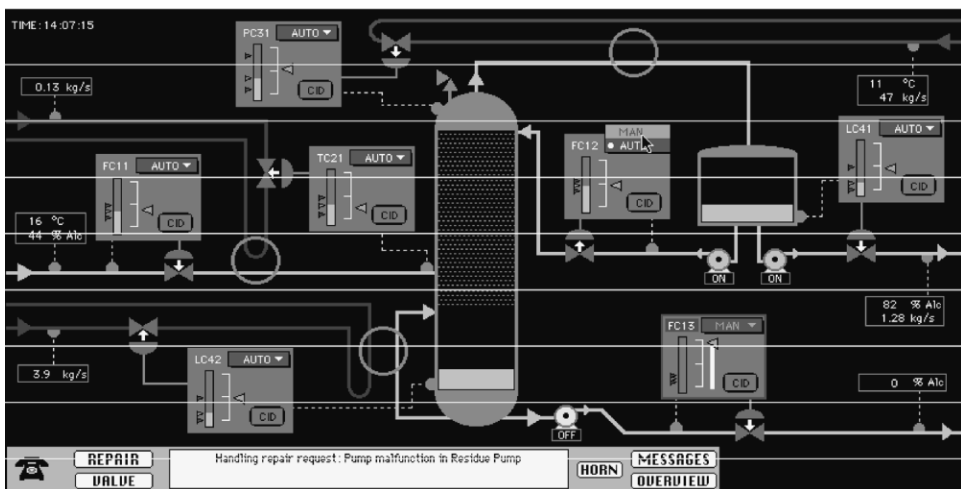 TIME:14:07:15
PC31 AUTO
CID
0.13 kg/s
11 °C
47 kg/s
FC12 MAN
AUT
CID
LC41 AUTO
CID
FC11 AUTO
CID
TC21 AUTO
CID
16 °C
44 % Alc
ON
ON
82 % Alc
1.28 kg/s
FC13 MAN
CID
LC42 AUTO
CID
3.9 kg/s
0 % Alc
OFF
REPAIR
VALVE
Handling repair request: Pump malfunction in Residue Pump
HORN
MESSAGES
OVERVIEW